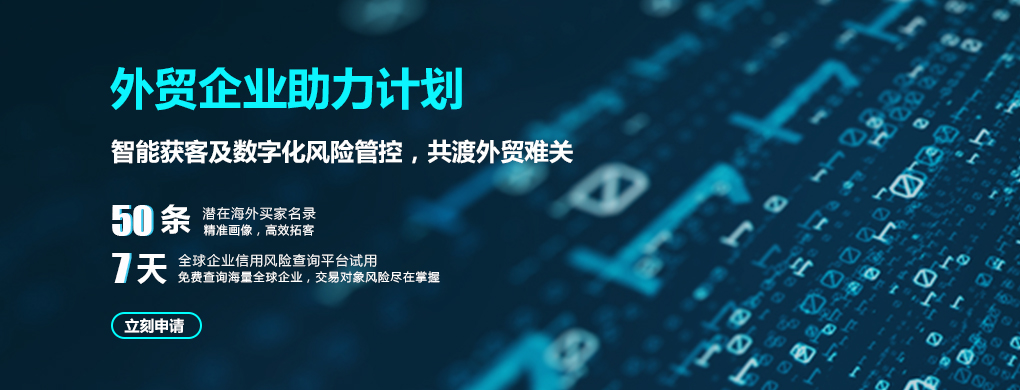 外贸企业助力计划
智能获客及数字化风险管控，共渡外贸难关
50 条
潜在海外买家名录
精准画像，高效拓客
7 天
全球企业信用风险查询平台试用
免费查询海量全球企业，交易对象风险尽在掌握
立刻申请